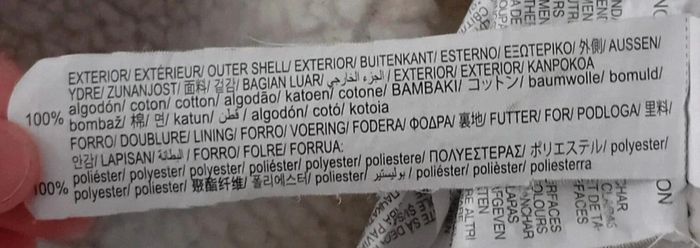 EXTERIOR/ EXTÉRIEUR/ OUTER SHELL/ EXTERIOR/ BUITENKANT/ ESTERNO/ ΕΞΩΤΕΡΙΚΟ/ 外側/ AUSSEN/
YDRE/ ZUNANJOST/ 面料/ 겉감/ BAGIAN LUAR/ الجزء الخارجي/ EXTERIOR/ EXTERIOR/ KANPOKOA
100% algodón/ coton/ cotton/ algodão/ katoen/ cotone/ ΒΑΜΒΑΚΙ/ コットン/ baumwolle/ bomuld/
bombaž/ 棉/ 면/ katun/ قطن/ algodón/ cotó/ kotoia
FORRO/ DOUBLURE/ LINING/ FORRO/ VOERING/ FODERA/ ΦΟΔΡΑ/ 裏地/ FUTTER/ FOR/ PODLOGA/ 里料/
안감/ LAPISAN/ البطانة/ FORRO/ FOLRE/ FORRUA:
100% poliéster/ polyester/ polyester/ poliéster/ polyester/ poliestere/ ΠΟΛΥΕΣΤΕΡΑΣ/ ポリエステル/ polyester/
polyester/ poliester/ 聚酯纤维/ 폴리에스터/ poliester/ بوليستير/ poliéster/ polièster/ poliesterra